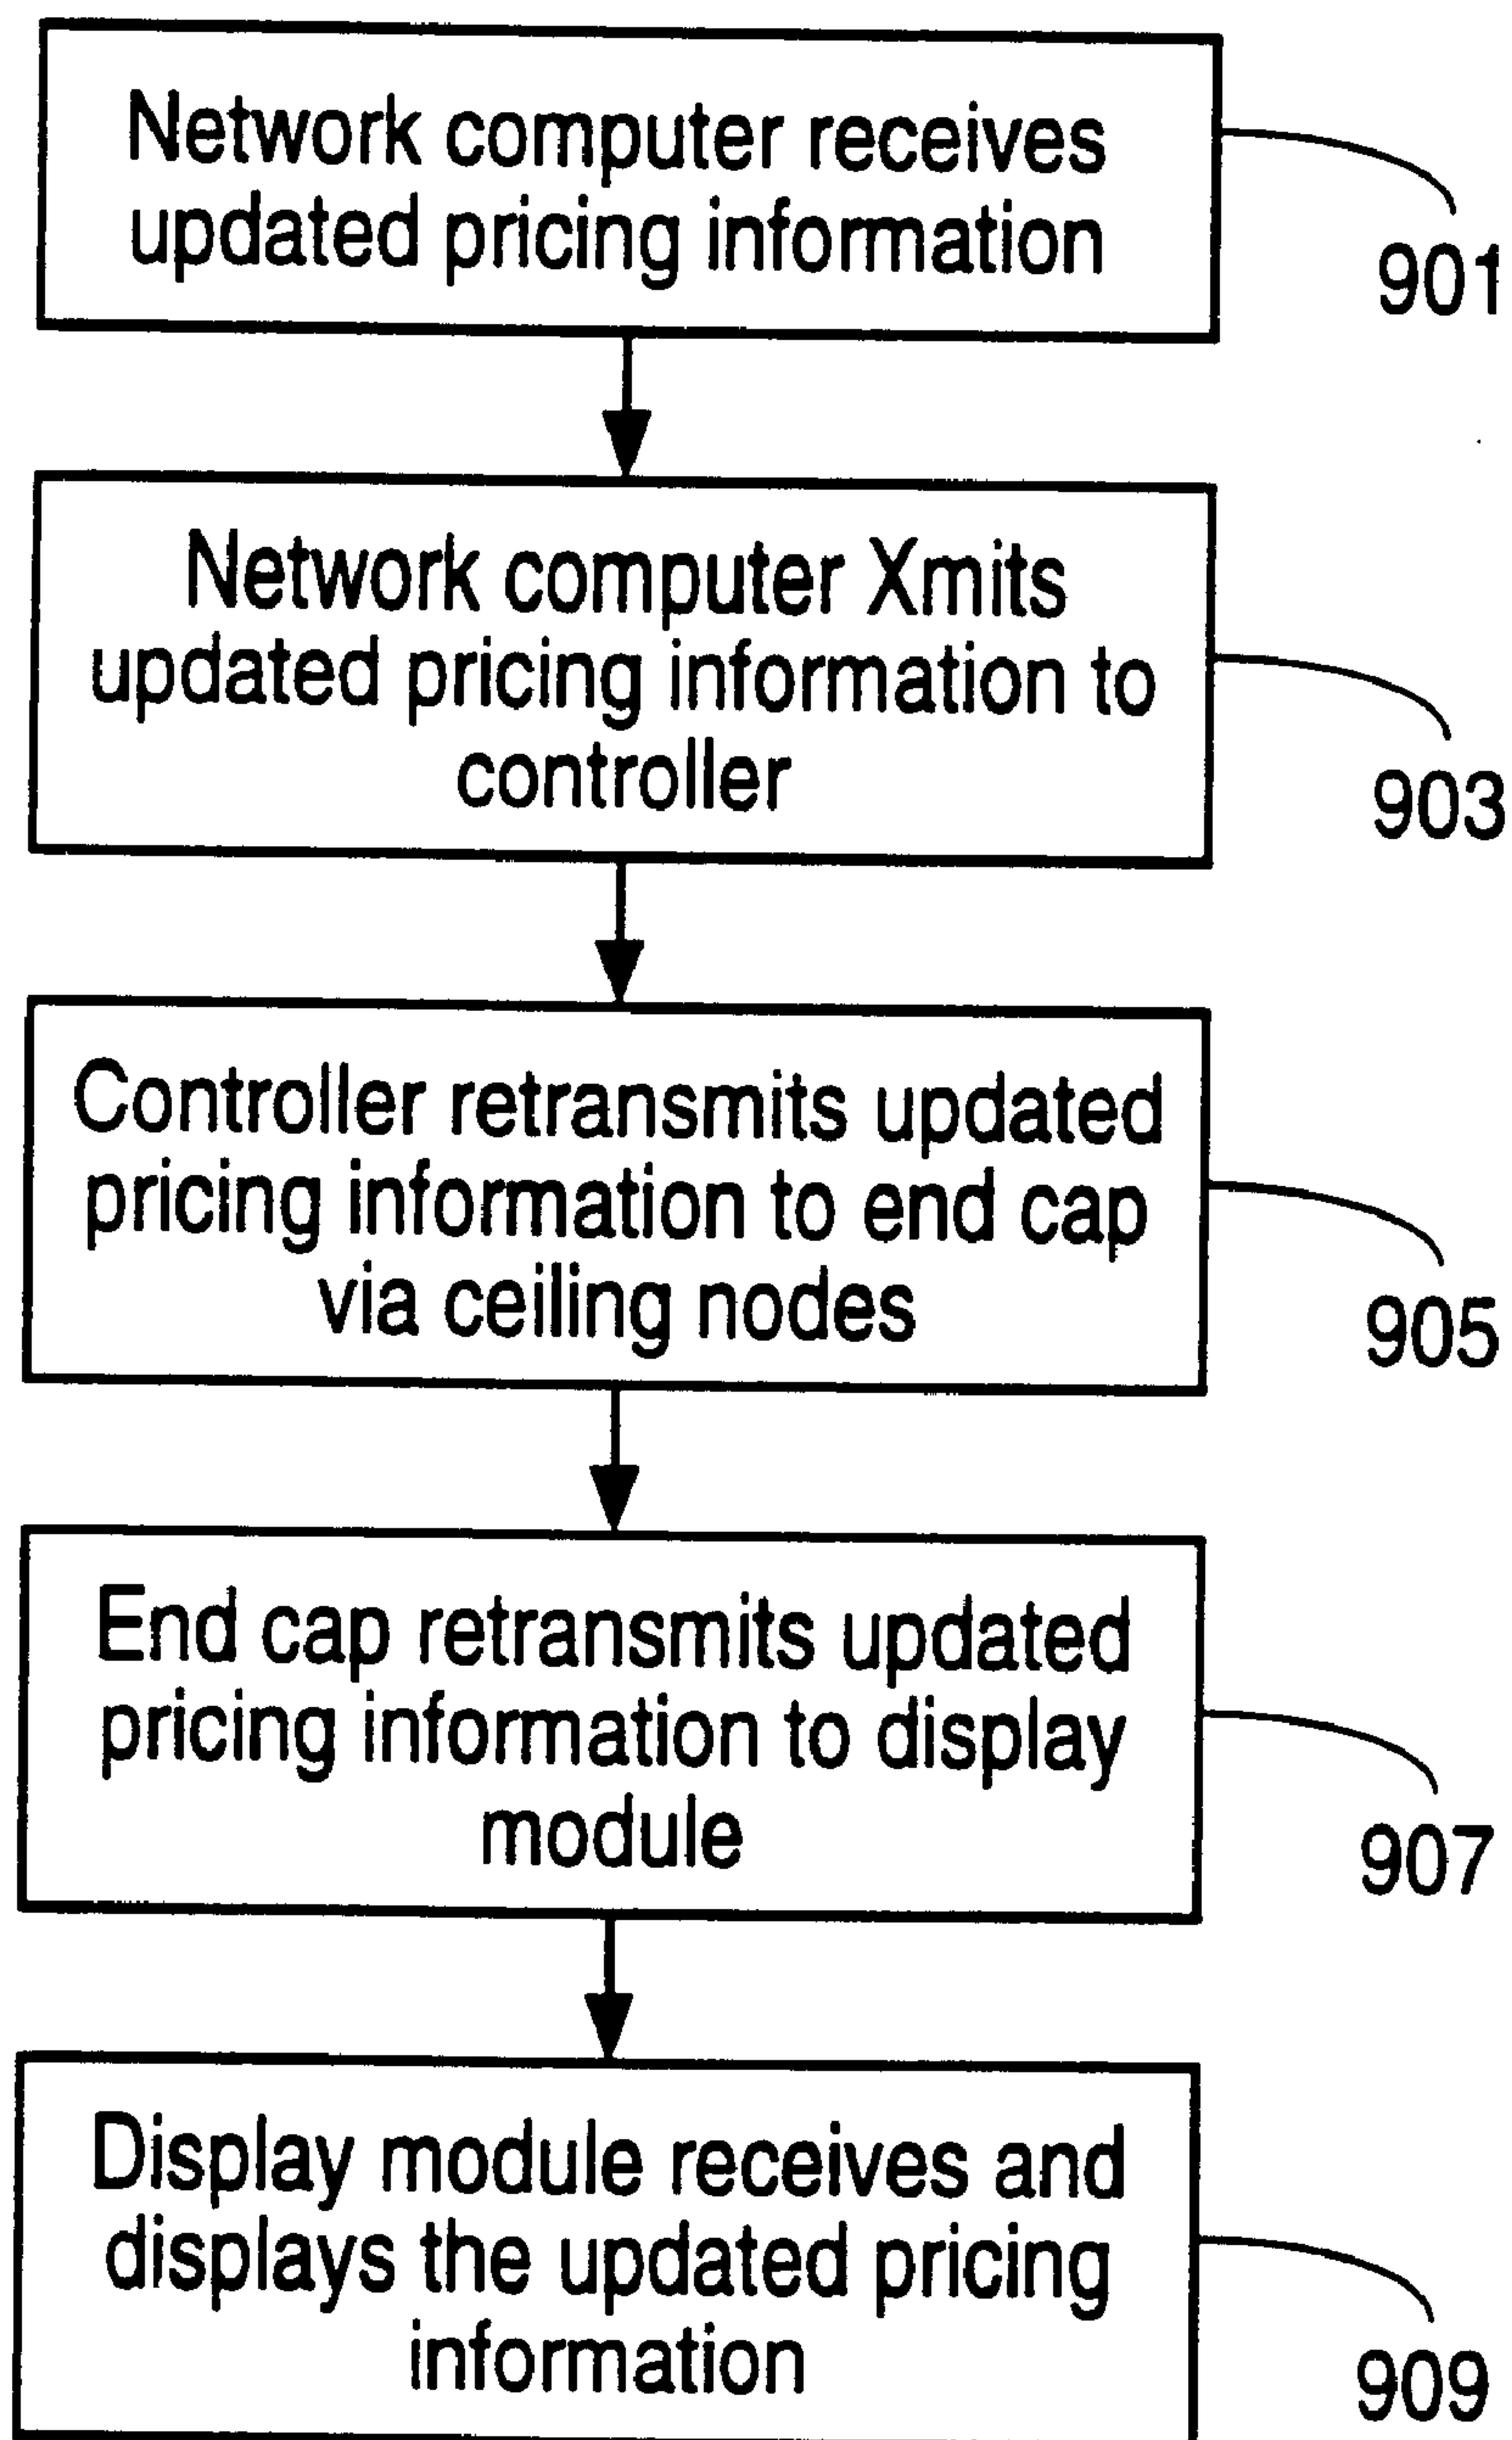 Network computer receives
updated pricing information
901
Network computer Xmits
updated pricing information to
controller
903
Controller retransmits updated
pricing information to end cap
via ceiling nodes
905
End cap retransmits updated
pricing information to display
module
907
Display module receives and
displays the updated pricing
information
909